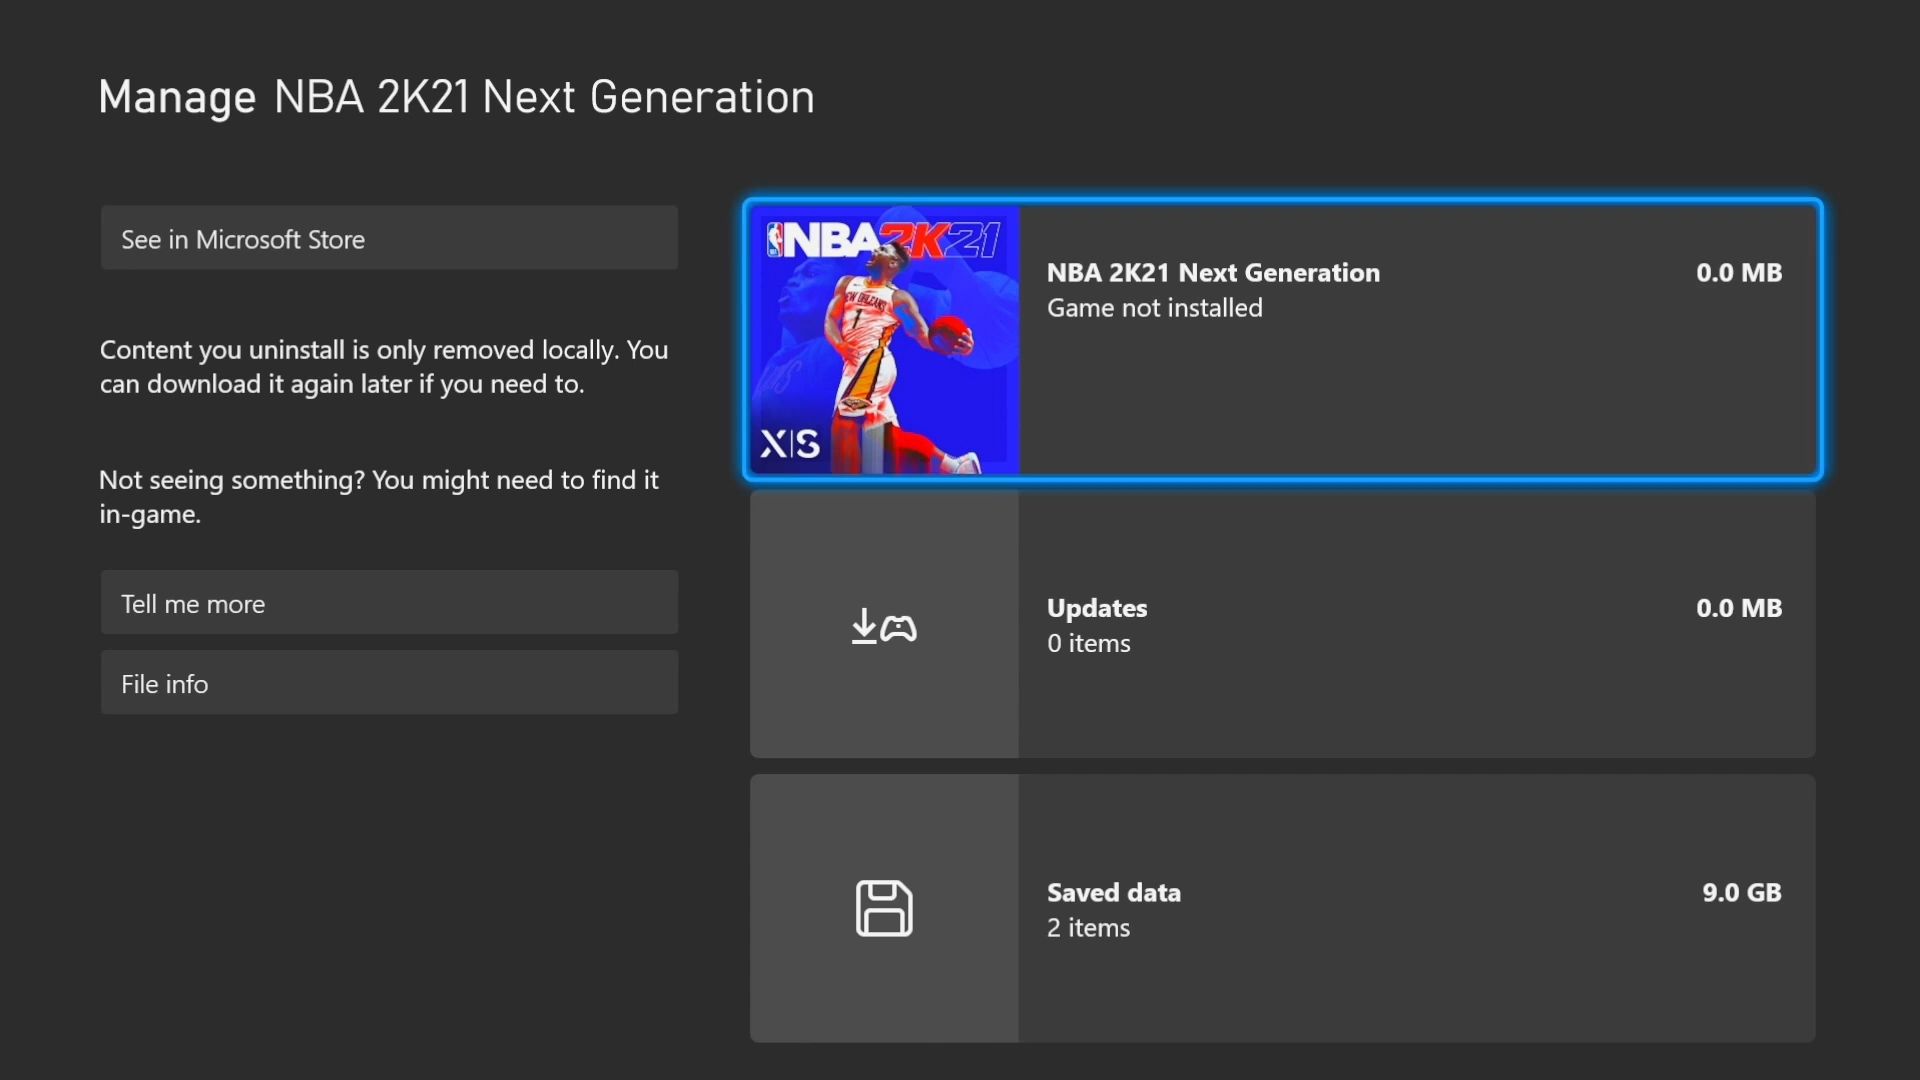 Manage NBA 2K21 Next Generation
See in Microsoft Store
Content you uninstall is only removed locally. You
can download it again later if you need to.
Not seeing something? You might need to find it
in-game.
Tell me more
File info
NBA 2K21
NEW ORLEANS
1
X|S
NBA 2K21 Next Generation 0.0 MB
Game not installed
Updates 0.0 MB
0 items
Saved data 9.0 GB
2 items